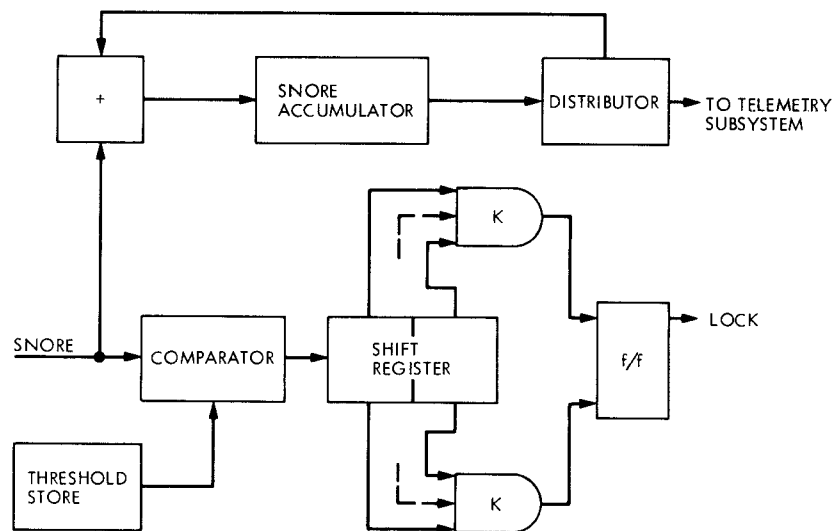 +
SNORE
ACCUMULATOR
DISTRIBUTOR
TO TELEMETRY
SUBSYSTEM
K
SNORE
COMPARATOR
SHIFT
REGISTER
f/f
LOCK
THRESHOLD
STORE
K